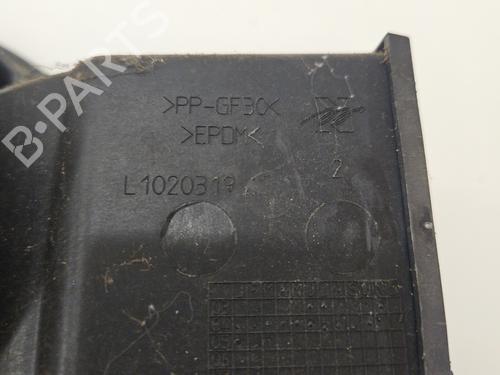 >PP-GF30<
>EPDM<
L1020319
2
B-PARTS